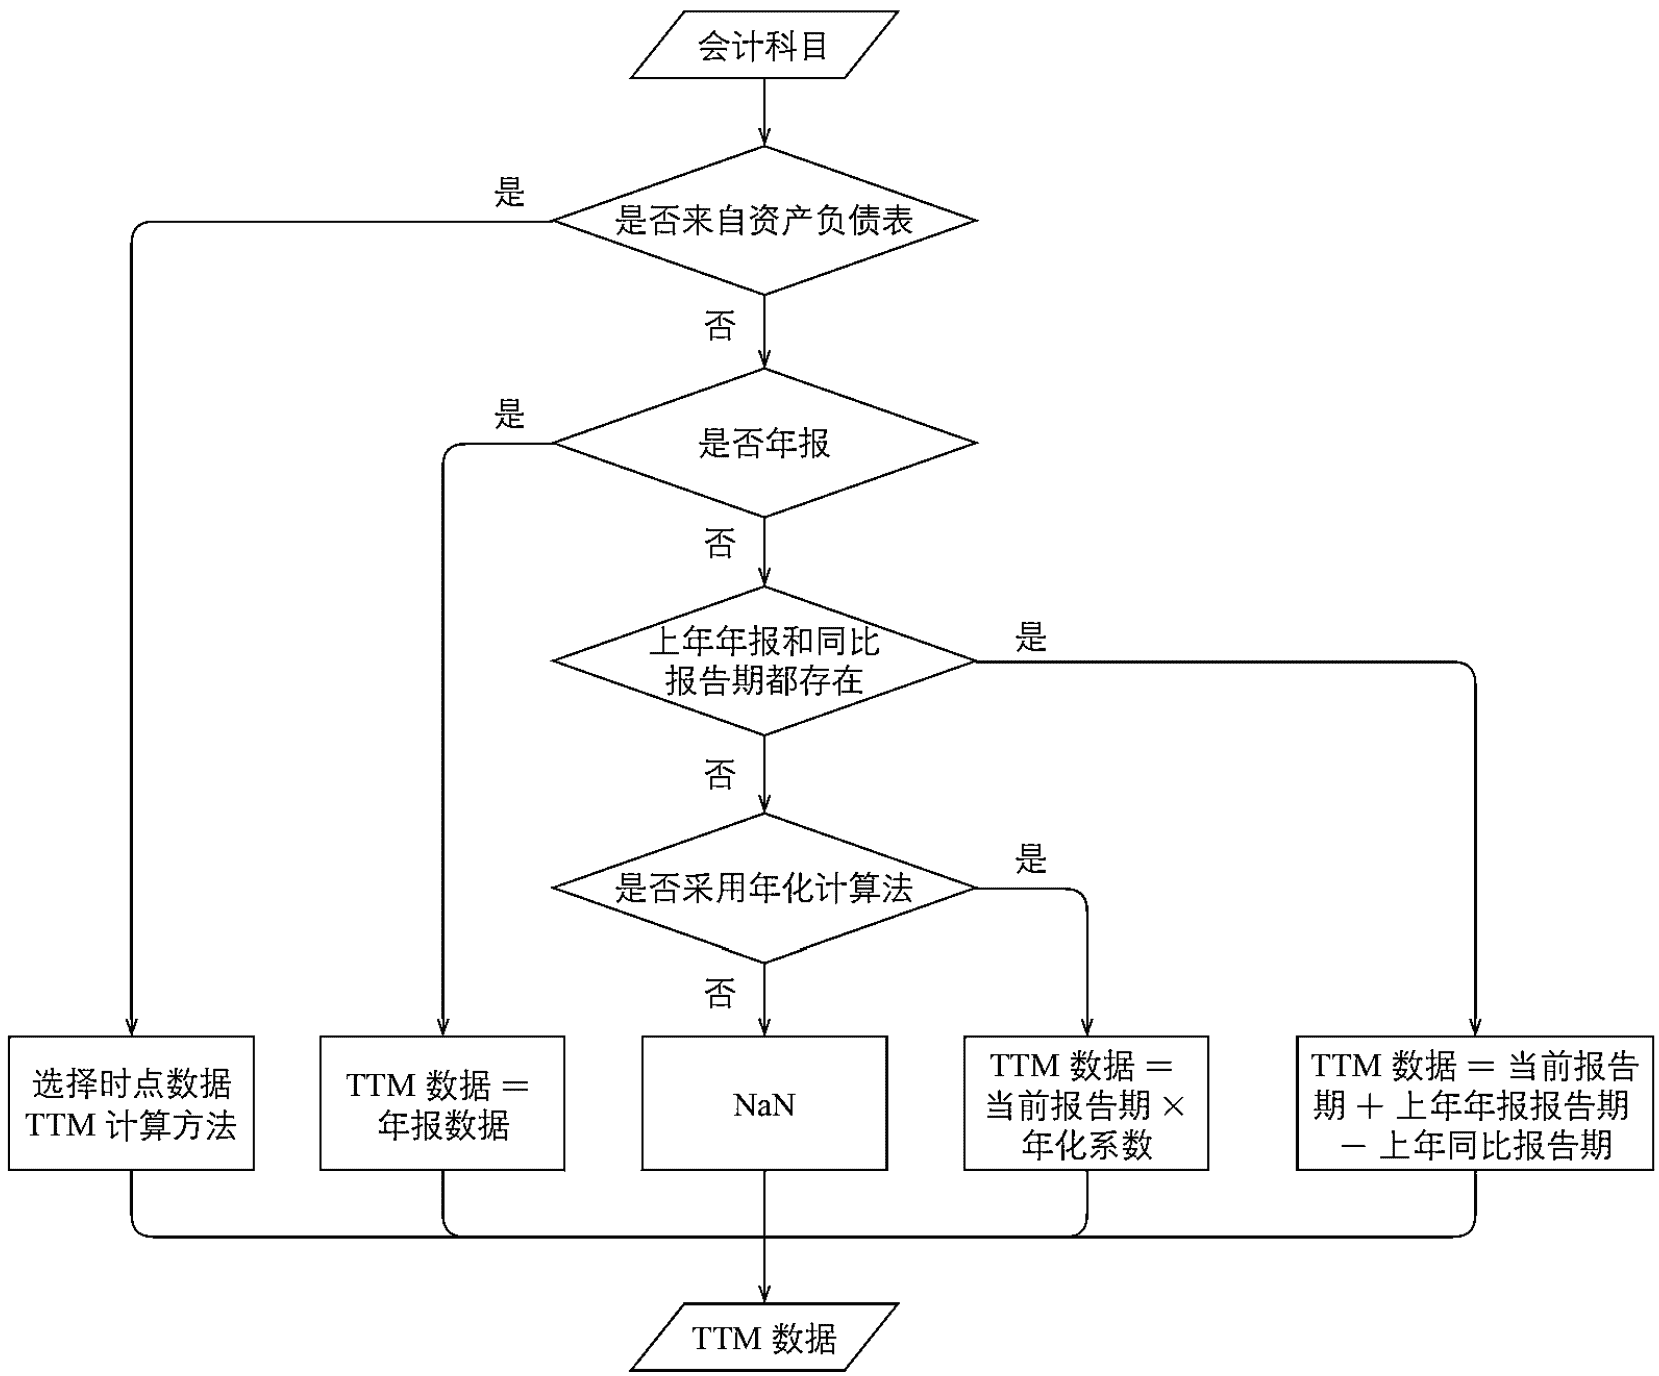 会计科目
是
是否来自资产负债表
否
是
是否年报
否
上年年报和同比
报告期都存在
是
否
是否采用年化计算法
是
否
选择时点数据
TTM 计算方法
TTM 数据 =
年报数据
NaN
TTM 数据 =
当前报告期 ×
年化系数
TTM 数据 = 当前报告
期 + 上年年报报告期
− 上年同比报告期
TTM 数据